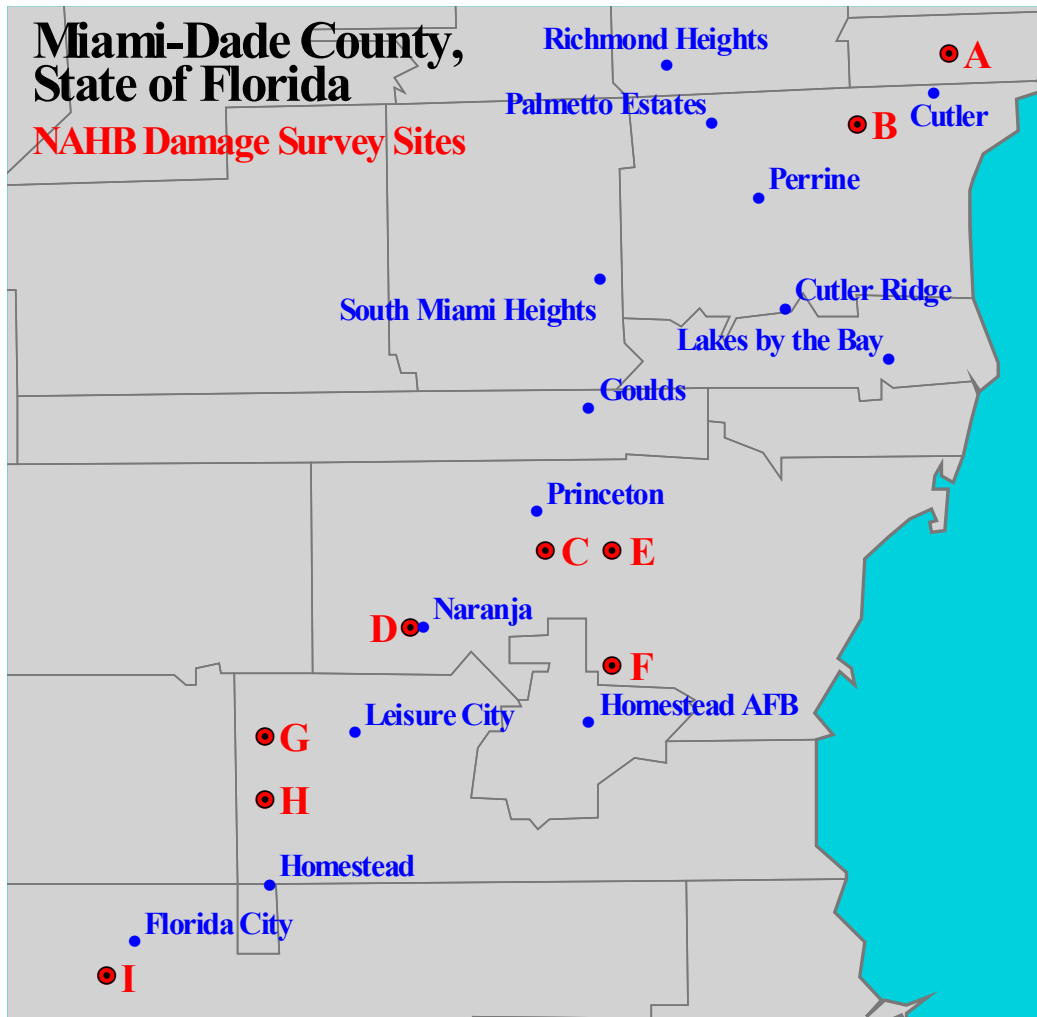 Miami-Dade County,
State of Florida
NAHB Damage Survey Sites
Richmond Heights
A
Palmetto Estates
Cutler
B
Perrine
Cutler Ridge
South Miami Heights
Lakes by the Bay
Goulds
Princeton
C
E
D
Naranja
F
Homestead AFB
Leisure City
G
H
Homestead
Florida City
I